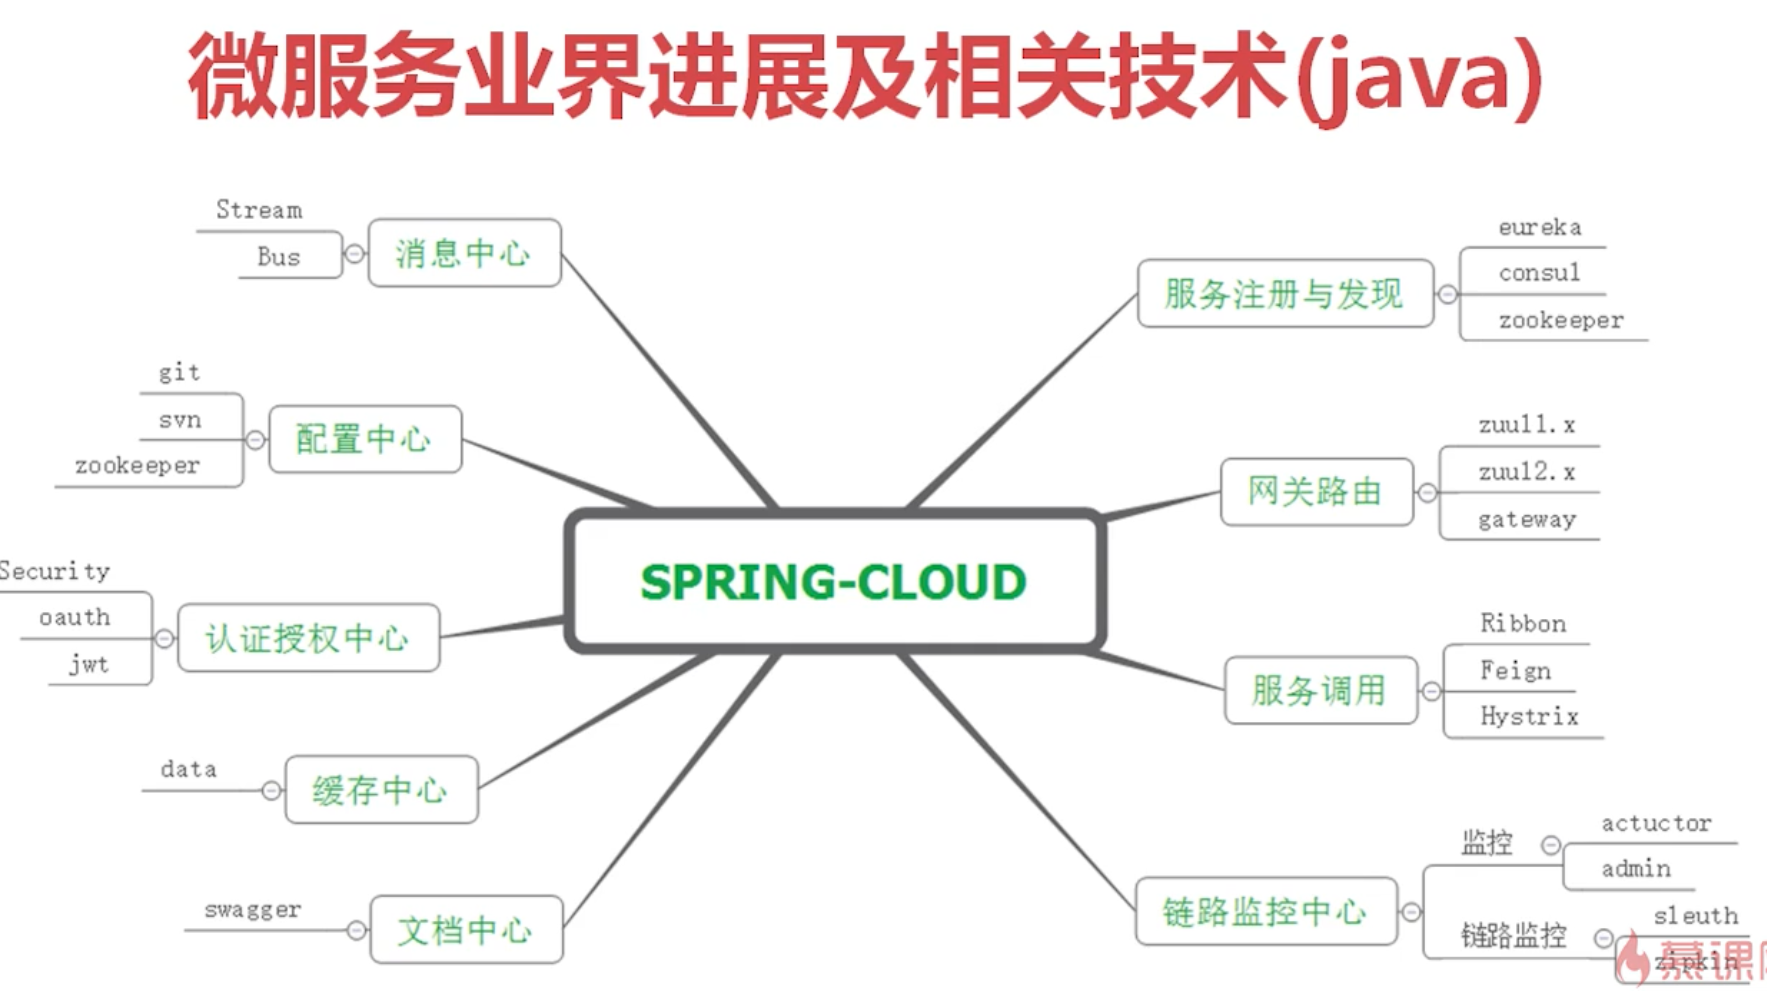 微服务业界进展及相关技术(java)
Stream
Bus
消息中心
git
svn
zookeeper
配置中心
Security
oauth
jwt
认证授权中心
data
缓存中心
swagger
文档中心
SPRING-CLOUD
服务注册与发现
eureka
consul
zookeeper
网关路由
zuul1.x
zuul2.x
gateway
服务调用
Ribbon
Feign
Hystrix
链路监控中心
监控
actuctor
admin
链路监控
sleuth
zipkin
慕课网